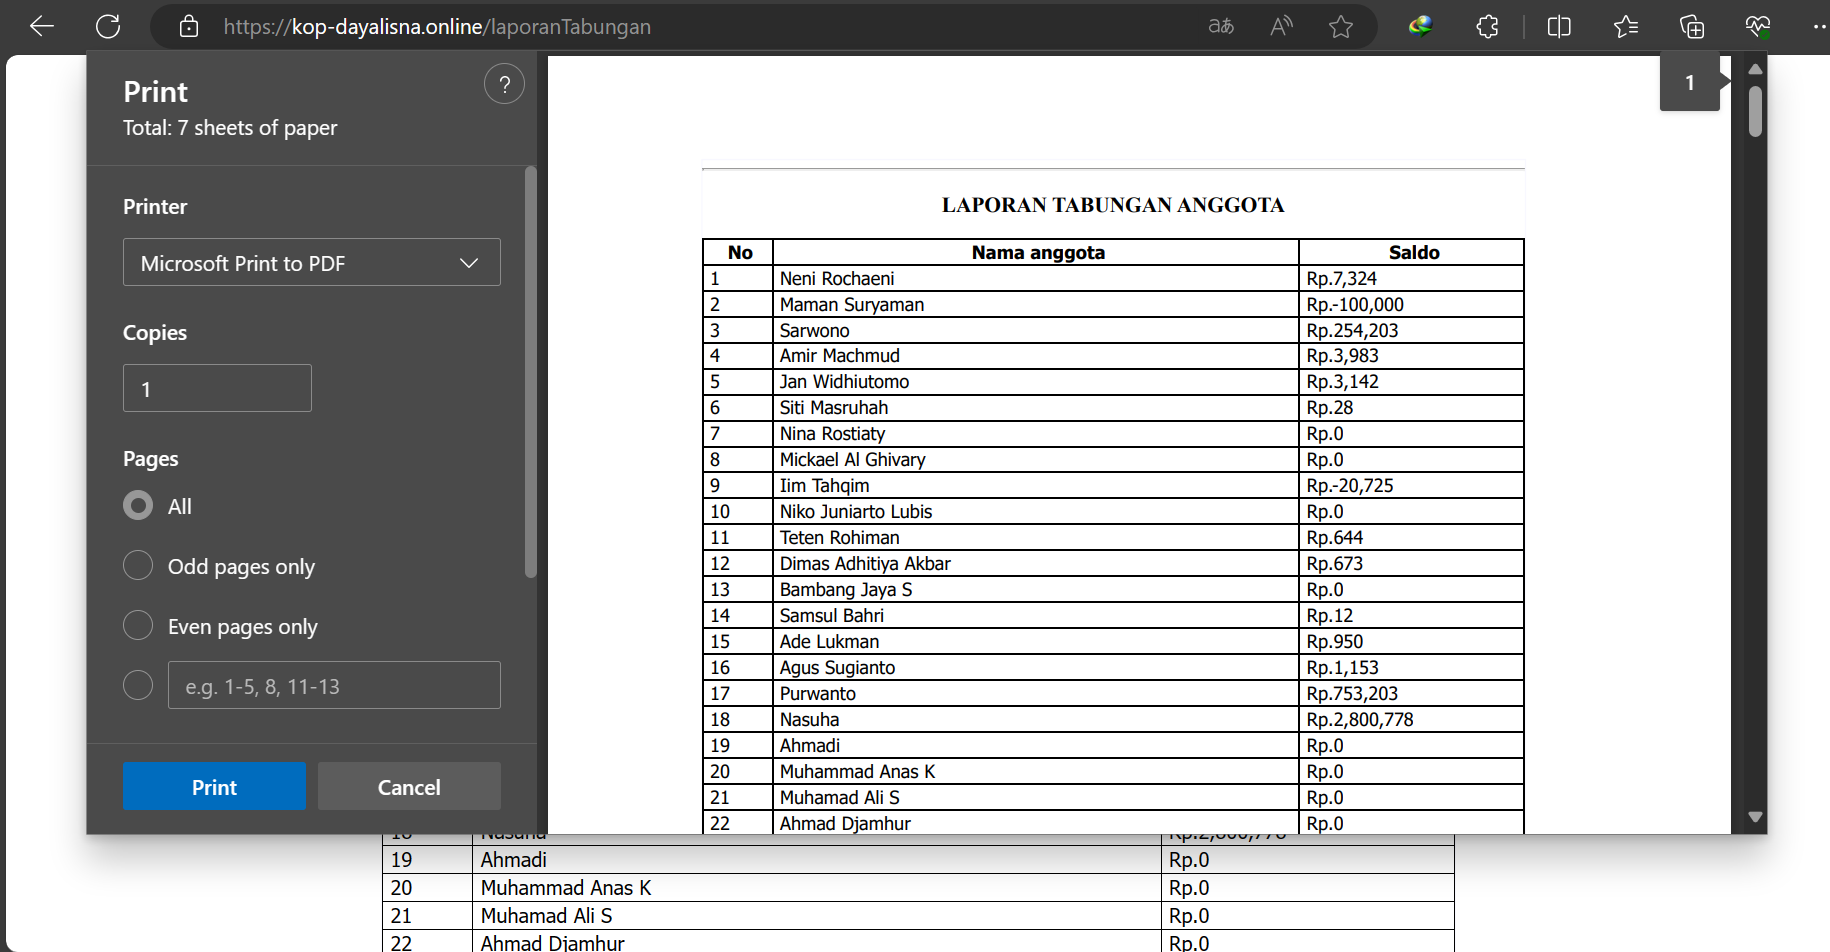 https://kop-dayalisna.online/laporanTabungan
aあ
A
Print
?
Total: 7 sheets of paper
Printer
Microsoft Print to PDF
Copies
1
Pages
All
Odd pages only
Even pages only
e.g. 1-5, 8, 11-13
Print Cancel
1
LAPORAN TABUNGAN ANGGOTA
No Nama anggota Saldo
1 Neni Rochaeni Rp.7,324
2 Maman Suryaman Rp.-100,000
3 Sarwono Rp.254,203
4 Amir Machmud Rp.3,983
5 Jan Widhiutomo Rp.3,142
6 Siti Masruhah Rp.28
7 Nina Rostiaty Rp.0
8 Mickael Al Ghivary Rp.0
9 Iim Tahqim Rp.-20,725
10 Niko Juniarto Lubis Rp.0
11 Teten Rohiman Rp.644
12 Dimas Adhitiya Akbar Rp.673
13 Bambang Jaya S Rp.0
14 Samsul Bahri Rp.12
15 Ade Lukman Rp.950
16 Agus Sugianto Rp.1,153
17 Purwanto Rp.753,203
18 Nasuha Rp.2,800,778
19 Ahmadi Rp.0
20 Muhammad Anas K Rp.0
21 Muhamad Ali S Rp.0
22 Ahmad Djamhur Rp.0
18 Nasuha Rp.2,800,778
19 Ahmadi Rp.0
20 Muhammad Anas K Rp.0
21 Muhamad Ali S Rp.0
22 Ahmad Djamhur Rp.0